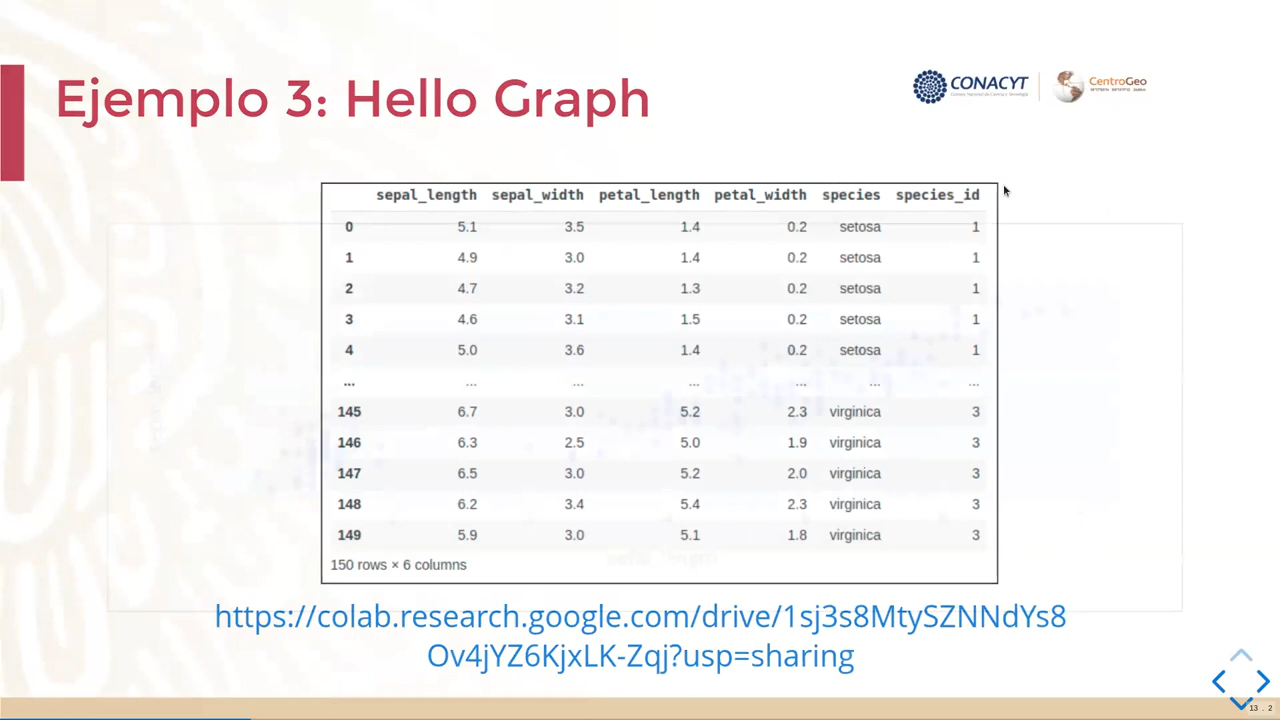 Ejemplo 3: Hello Graph
CONACYT
CentroGeo
sepal_length sepal_width petal_length petal_width species species_id
0 5.1 3.5 1.4 0.2 setosa 1
1 4.9 3.0 1.4 0.2 setosa 1
2 4.7 3.2 1.3 0.2 setosa 1
3 4.6 3.1 1.5 0.2 setosa 1
4 5.0 3.6 1.4 0.2 setosa 1
... ... ... ... ... ... ...
145 6.7 3.0 5.2 2.3 virginica 3
146 6.3 2.5 5.0 1.9 virginica 3
147 6.5 3.0 5.2 2.0 virginica 3
148 6.2 3.4 5.4 2.3 virginica 3
149 5.9 3.0 5.1 1.8 virginica 3
150 rows × 6 columns
https://colab.research.google.com/drive/1sj3s8MtySZNNdYs8
Ov4jYZ6KjxLK-Zqj?usp=sharing
13 . 2